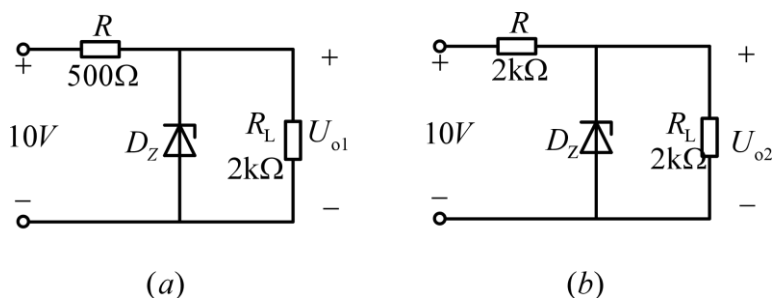 R
500Ω
+
+
10V
D_Z
R_L
2kΩ
U_o1
−
−
(a)
R
2kΩ
+
+
10V
D_Z
R_L
2kΩ
U_o2
−
−
(b)